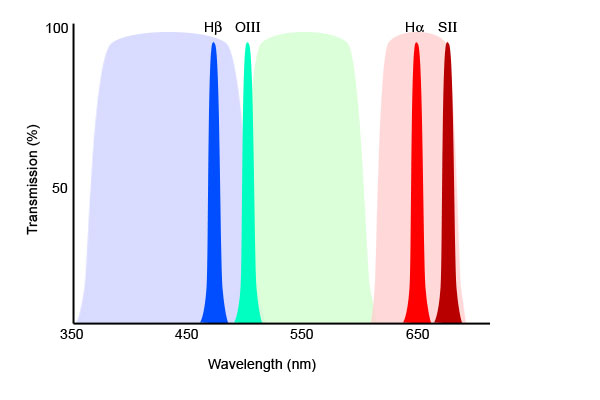 100
Hβ OIII Hα SII
50
Transmission (%)
350 450 550 650
Wavelength (nm)